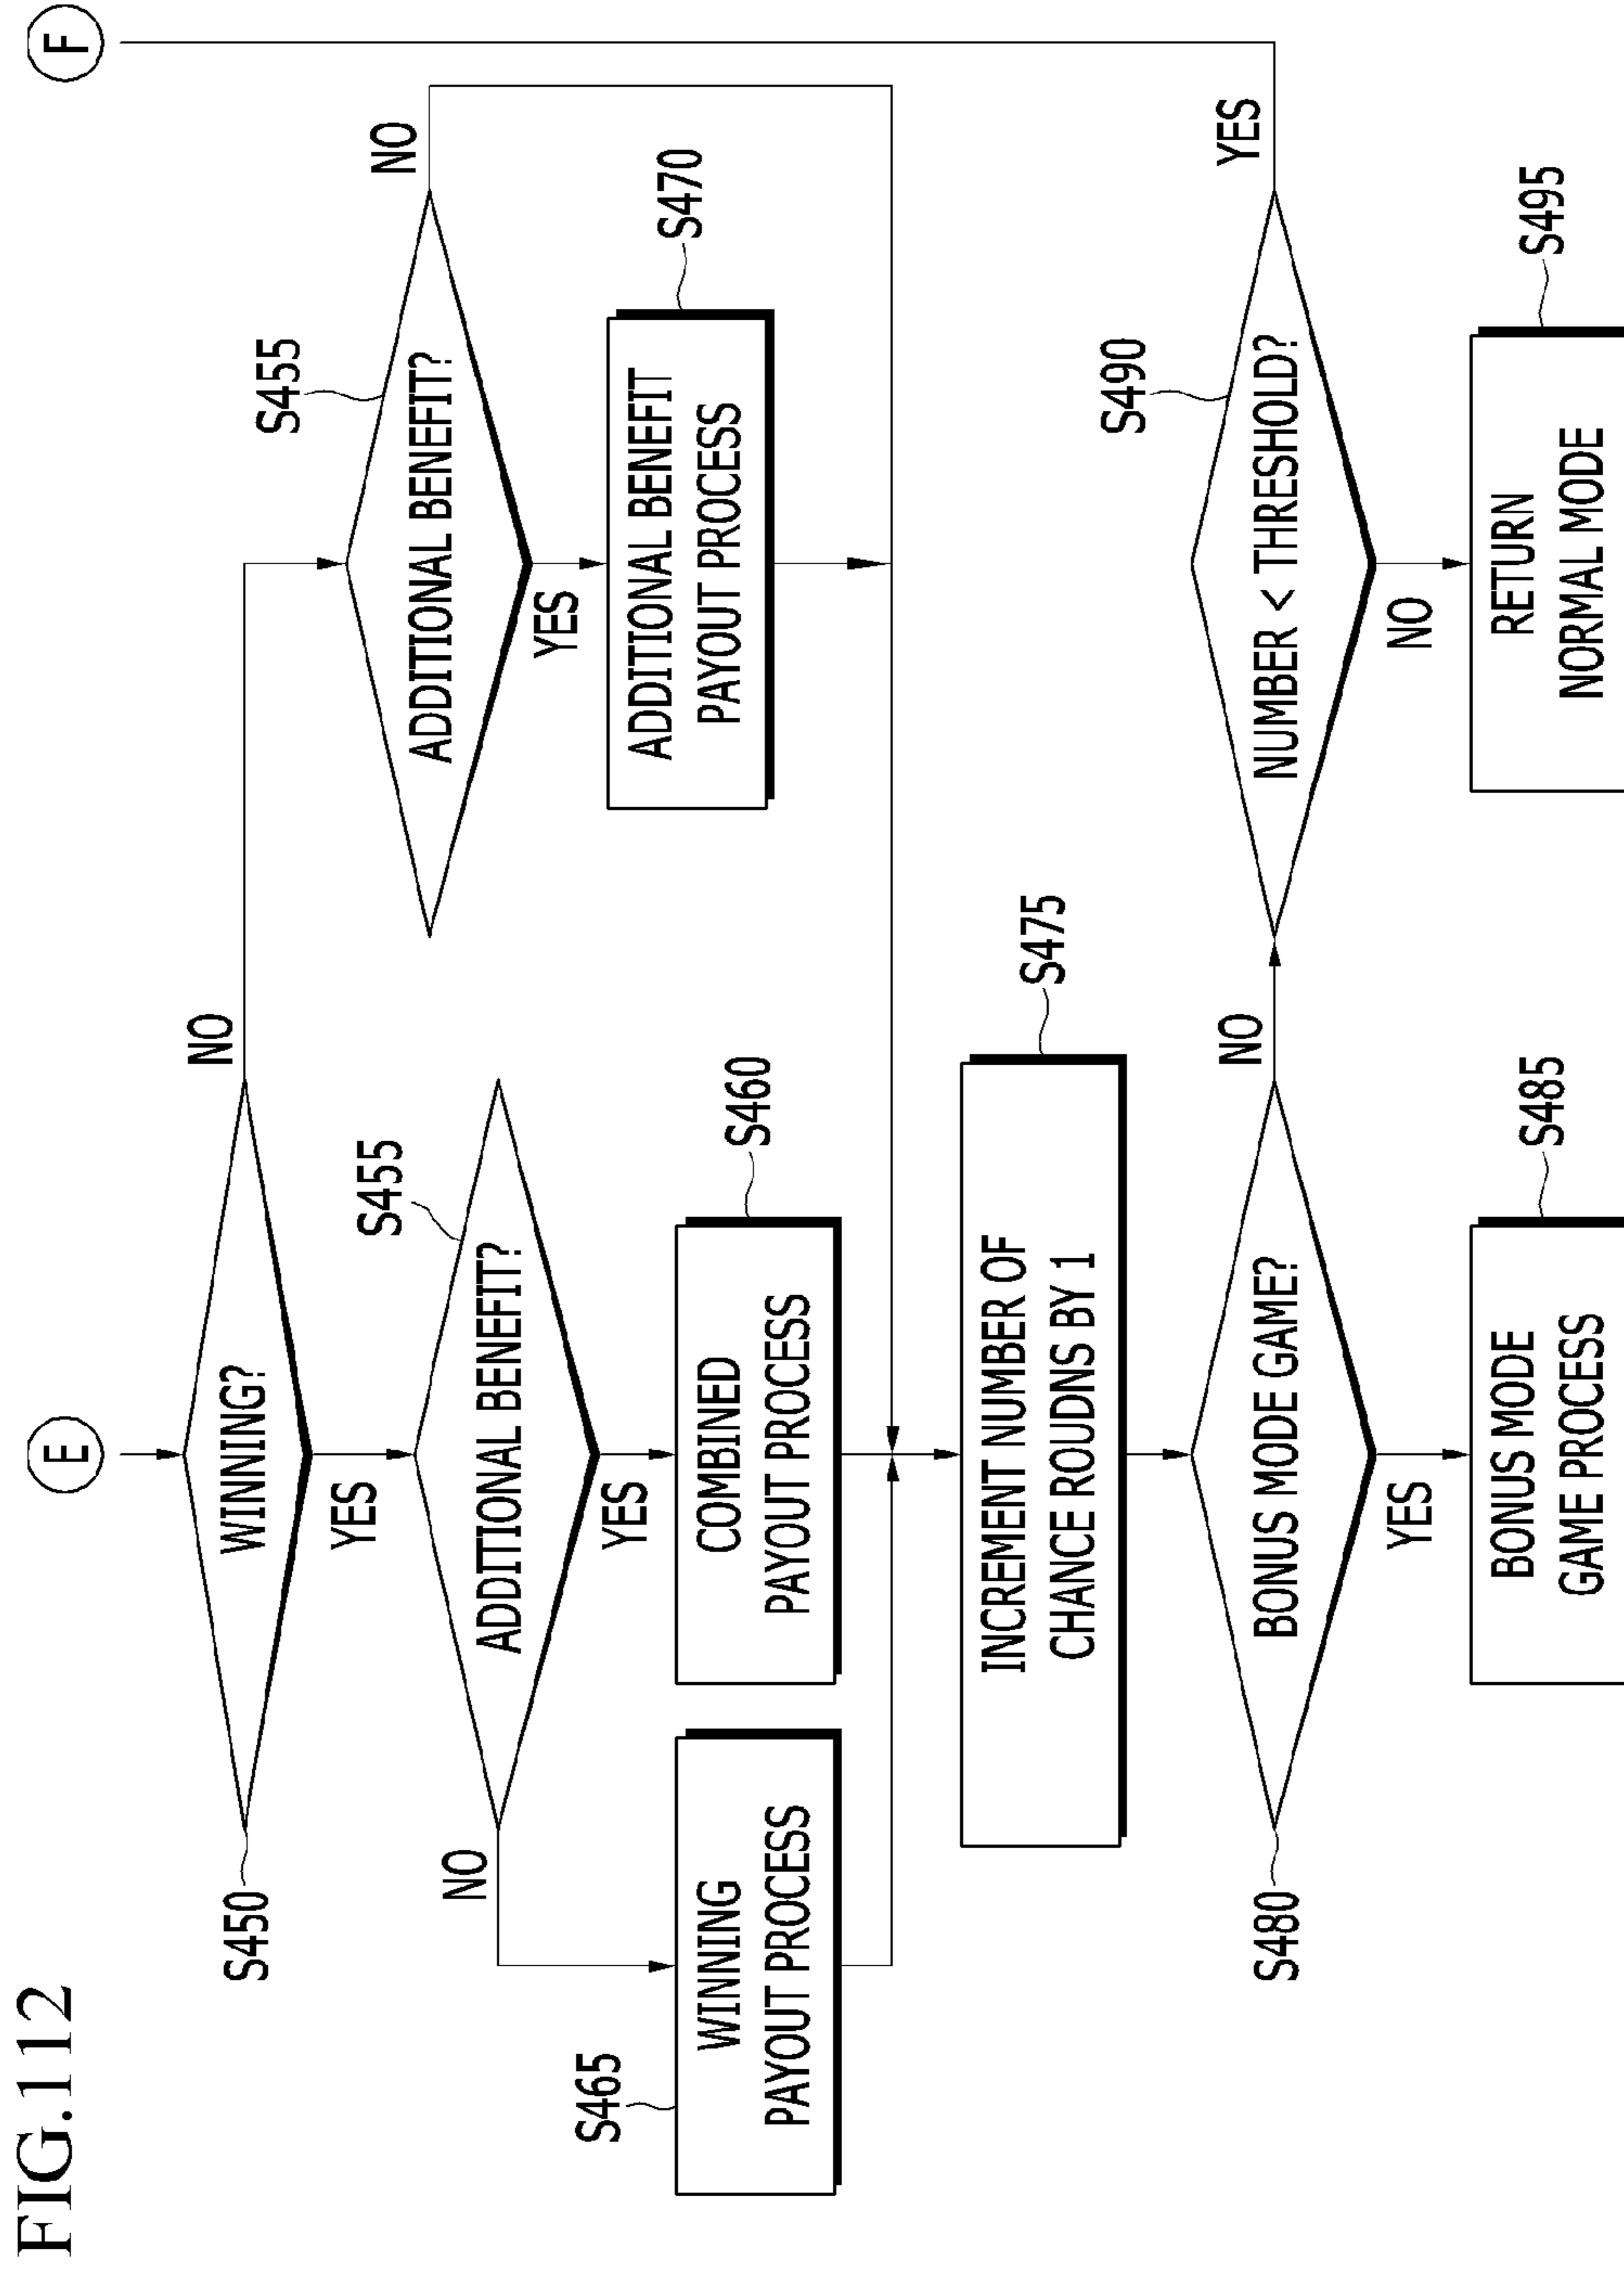 FIG.112
E
F
S450
WINNING?
NO
YES
S455
ADDITIONAL BENEFIT?
NO
YES
S455
ADDITIONAL BENEFIT?
NO
YES
S465
WINNING
PAYOUT PROCESS
S460
COMBINED
PAYOUT PROCESS
S470
ADDITIONAL BENEFIT
PAYOUT PROCESS
S475
INCREMENT NUMBER OF
CHANCE ROUDNS BY 1
S480
BONUS MODE GAME?
NO
YES
S490
NUMBER < THRESHOLD?
YES
NO
S485
BONUS MODE
GAME PROCESS
S495
RETURN
NORMAL MODE